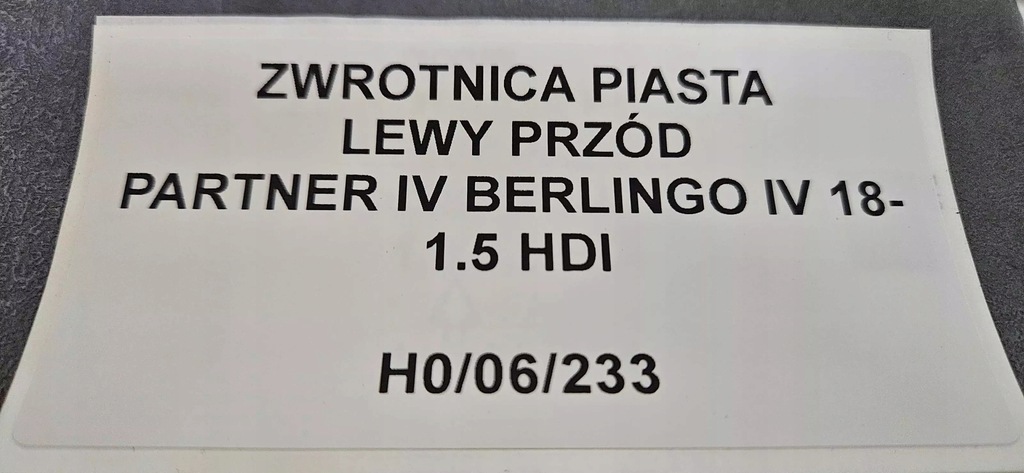 ZWROTNICA PIASTA
LEWY PRZÓD
PARTNER IV BERLINGO IV 18-
1.5 HDI
H0/06/233